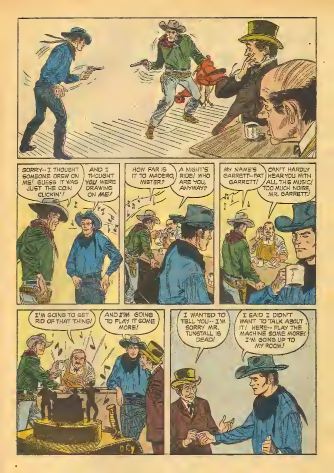 SORRY--I THOUGHT
SOMEONE DREW ON
ME! GUESS IT WAS
JUST THE COIN
CLICKIN'!
AND I
THOUGHT
YOU WERE
DRAWING
ON ME!
HOW FAR IS
IT TO MADERO,
MISTER?
A NIGHT'S
RIDE! WHO
ARE YOU,
ANYWAY?
MY NAME'S
GARRETT--PAT
GARRETT!
CAN'T HARDLY
HEAR YOU WITH
ALL THIS MUSIC!
TOO MUCH NOISE,
MR. GARRETT!
I'M GOING TO GET
RID OF THAT THING!
AND I'M GOING
TO PLAY IT SOME
MORE!
I WANTED TO
TELL YOU--I'M
SORRY MR.
TUNSTALL IS
DEAD!
I SAID I DIDN'T
WANT TO TALK ABOUT
IT! HERE--PLAY THE
MACHINE SOME MORE!
I'M GOING UP TO
MY ROOM!